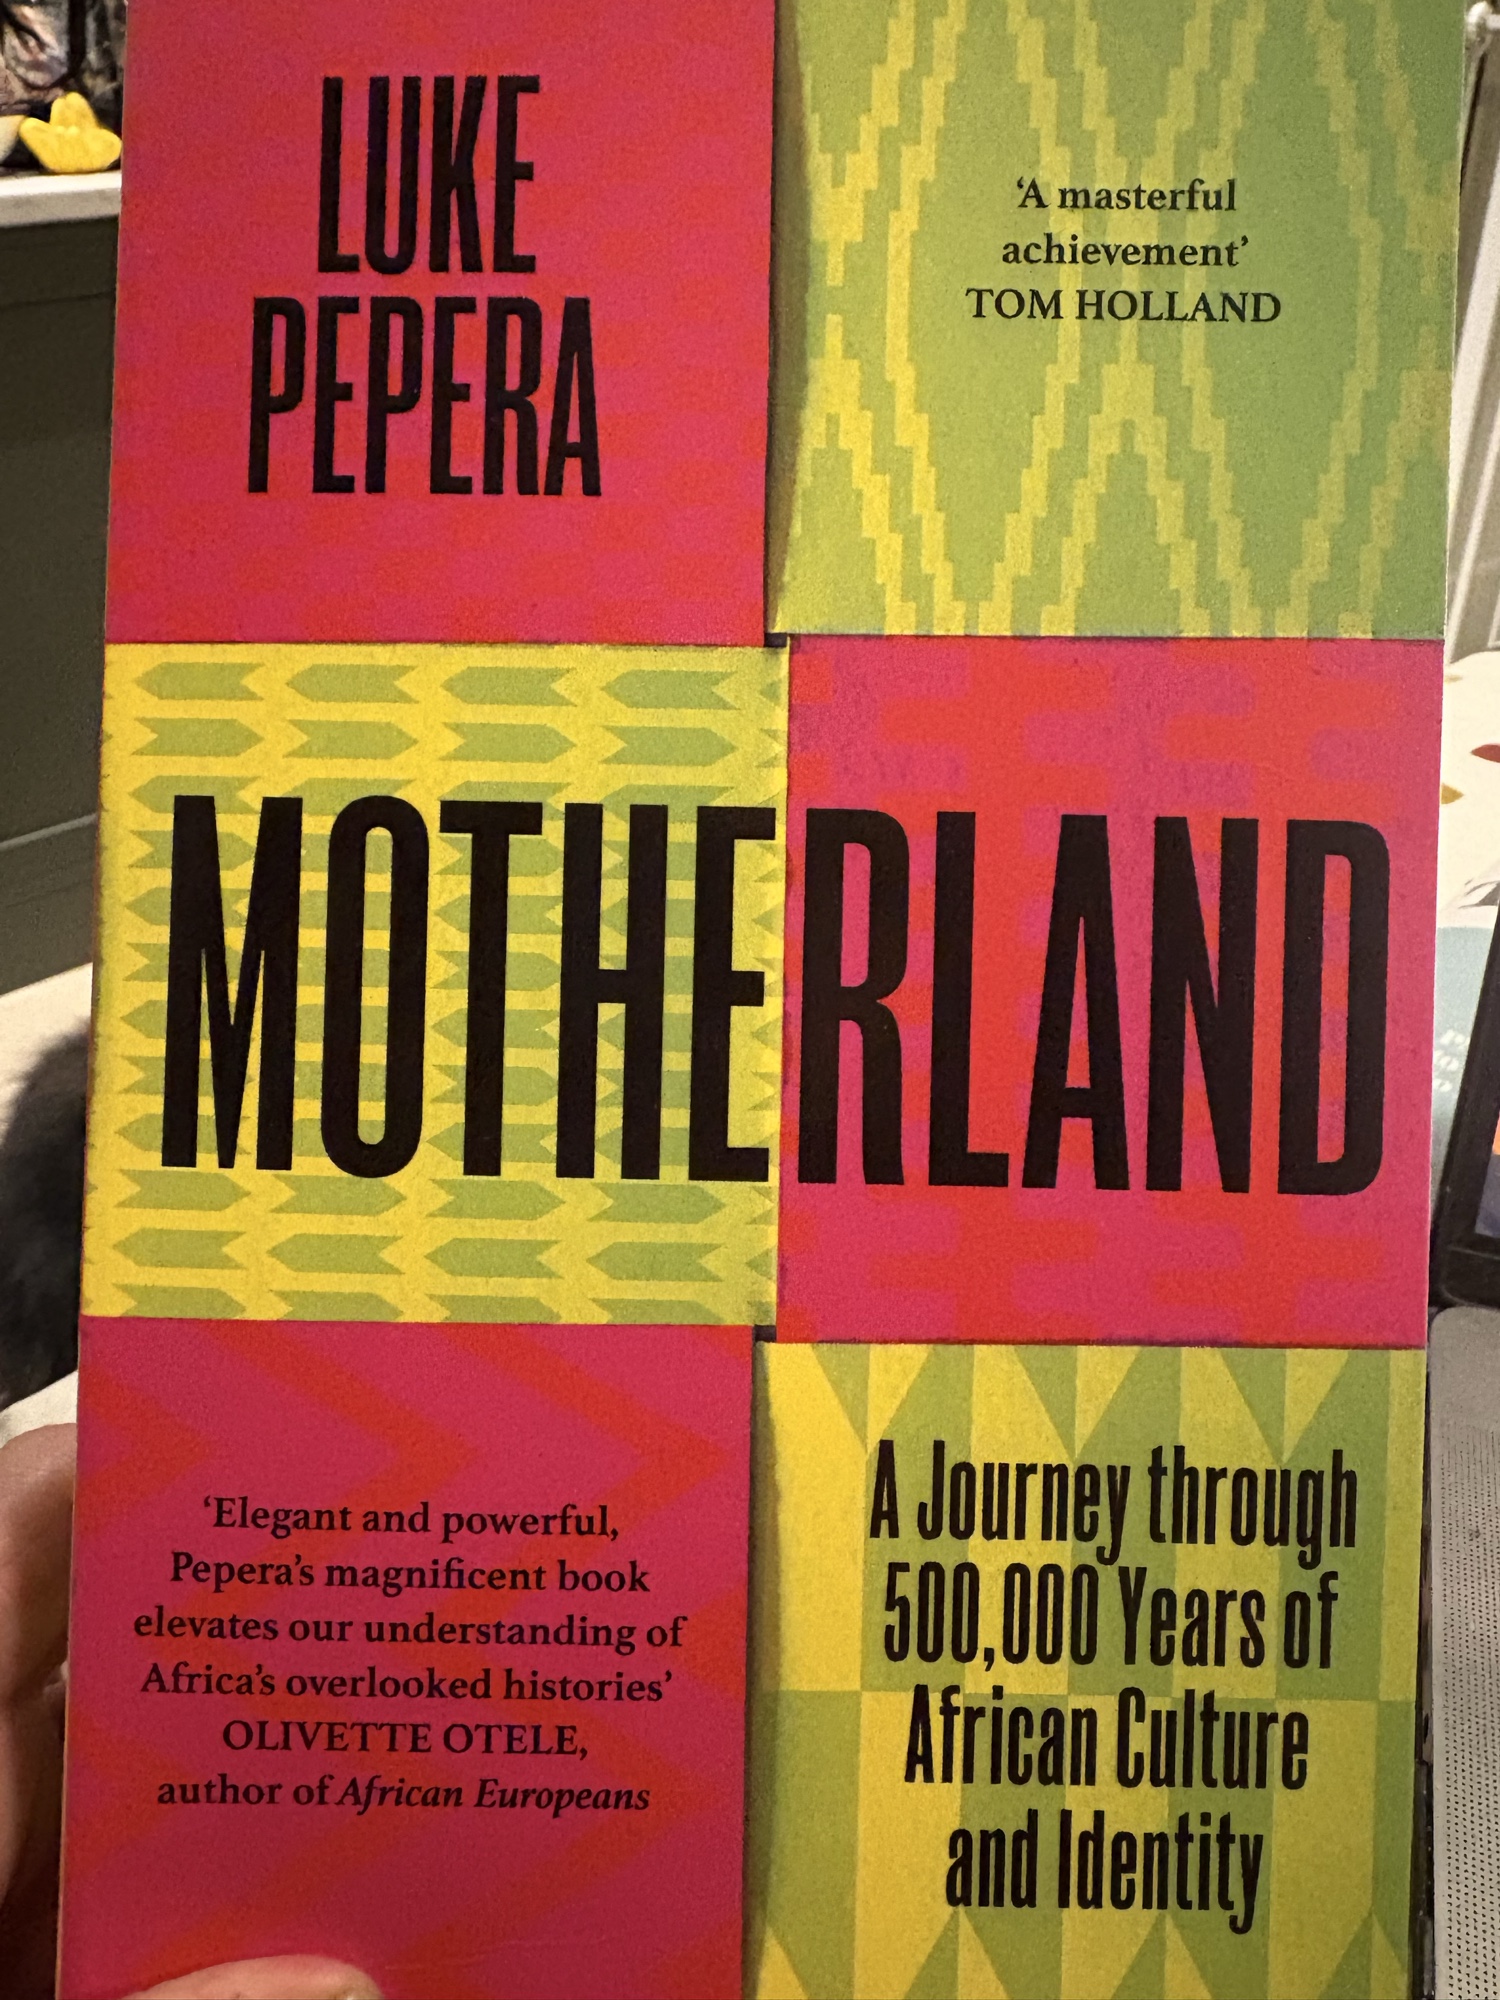 LUKE
PEPERA
‘A masterful
achievement’
TOM HOLLAND
MOTHERLAND
‘Elegant and powerful,
Pepera’s magnificent book
elevates our understanding of
Africa’s overlooked histories’
OLIVETTE OTELE,
author of African Europeans
A Journey through
500,000 Years of
African Culture
and Identity